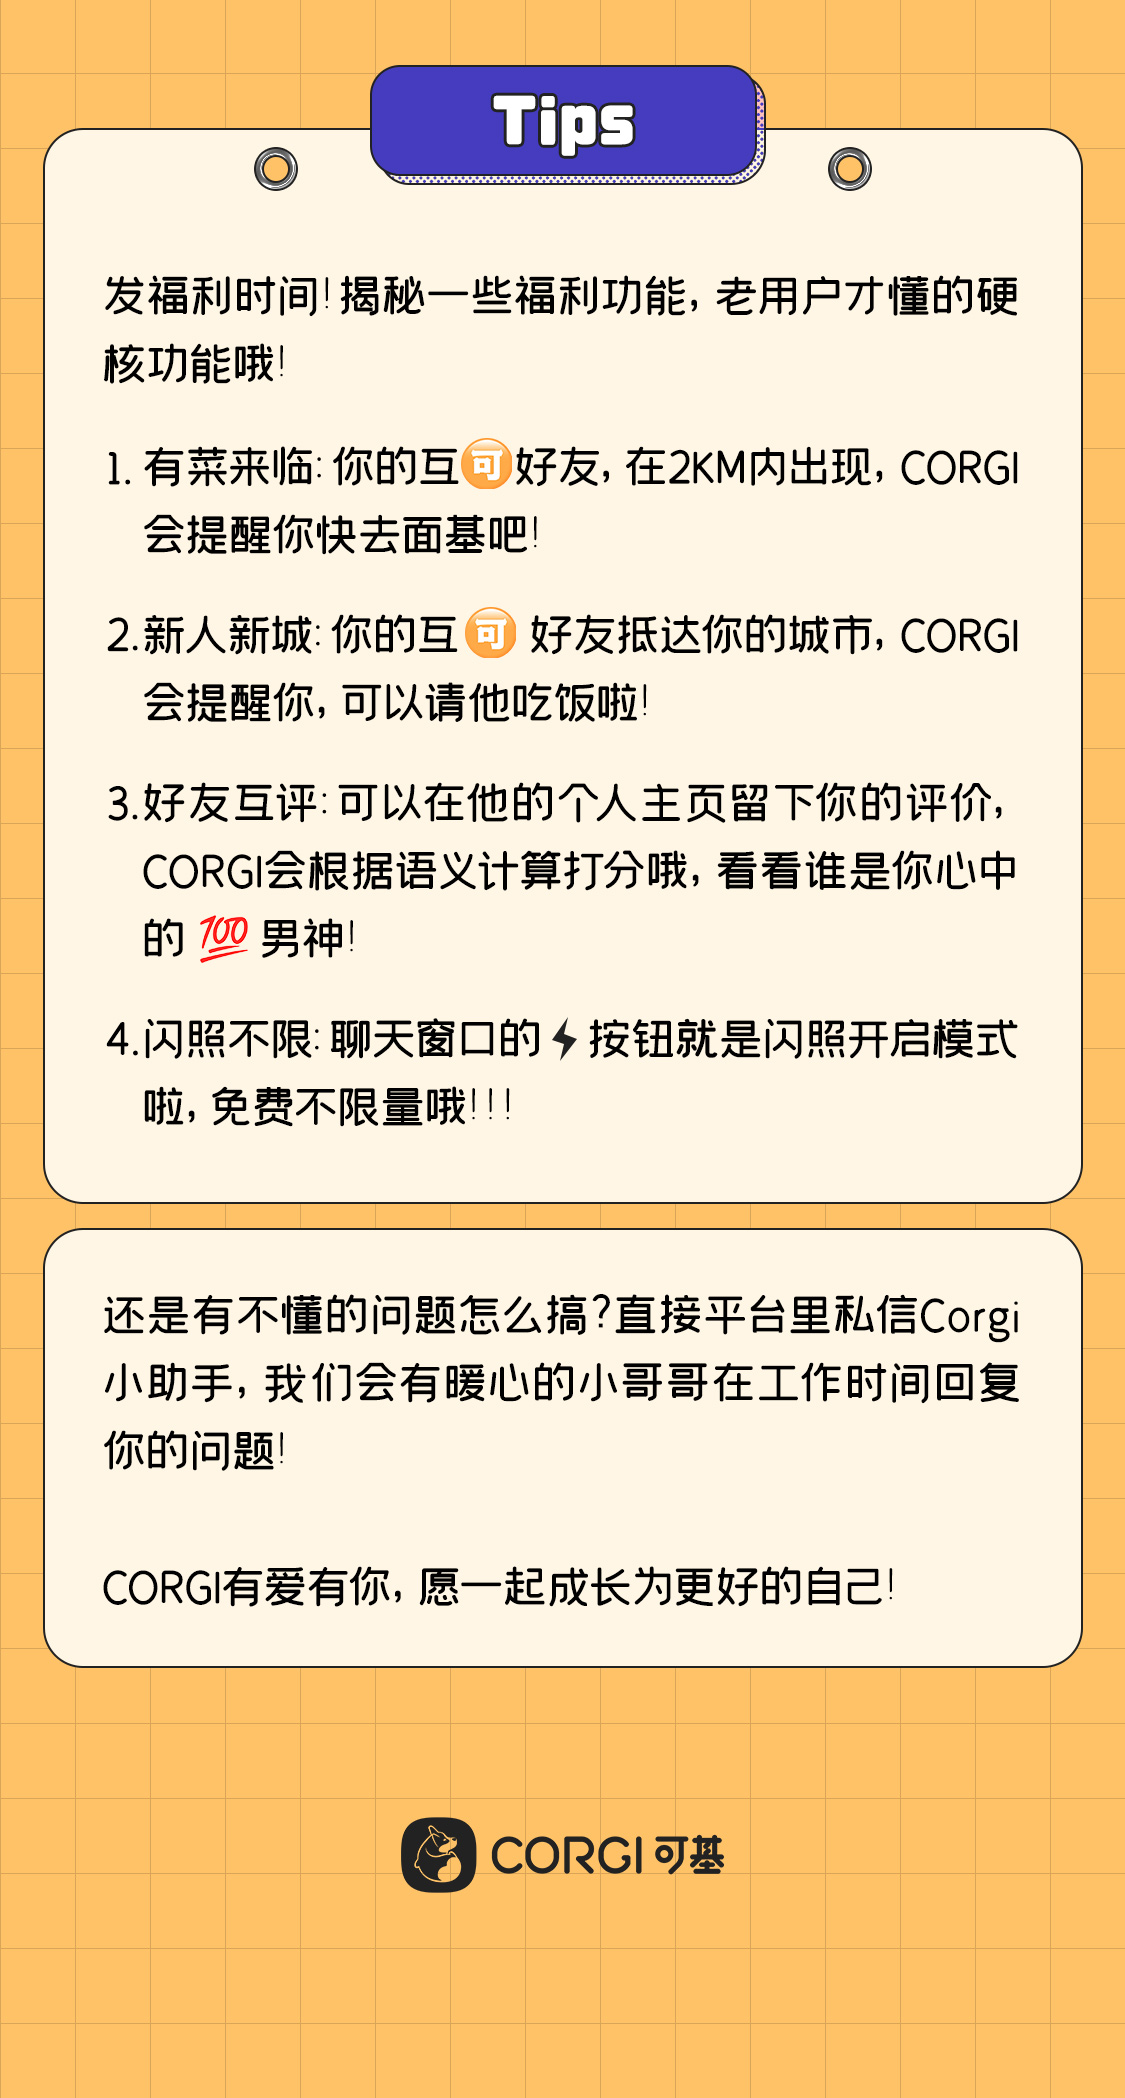 Tips
发福利时间!揭秘一些福利功能, 老用户才懂的硬
核功能哦!
1. 有菜来临: 你的互可好友, 在2KM内出现, CORGI
会提醒你快去面基吧!
2.新人新城: 你的互 可 好友抵达你的城市, CORGI
会提醒你, 可以请他吃饭啦!
3.好友互评: 可以在他的个人主页留下你的评价,
CORGI会根据语义计算打分哦, 看看谁是你心中
的 💯 男神!
4.闪照不限: 聊天窗口的⚡按钮就是闪照开启模式
啦, 免费不限量哦!!!
还是有不懂的问题怎么搞?直接平台里私信Corgi
小助手, 我们会有暖心的小哥哥在工作时间回复
你的问题!
CORGI有爱有你, 愿一起成长为更好的自己!
CORGI 可基